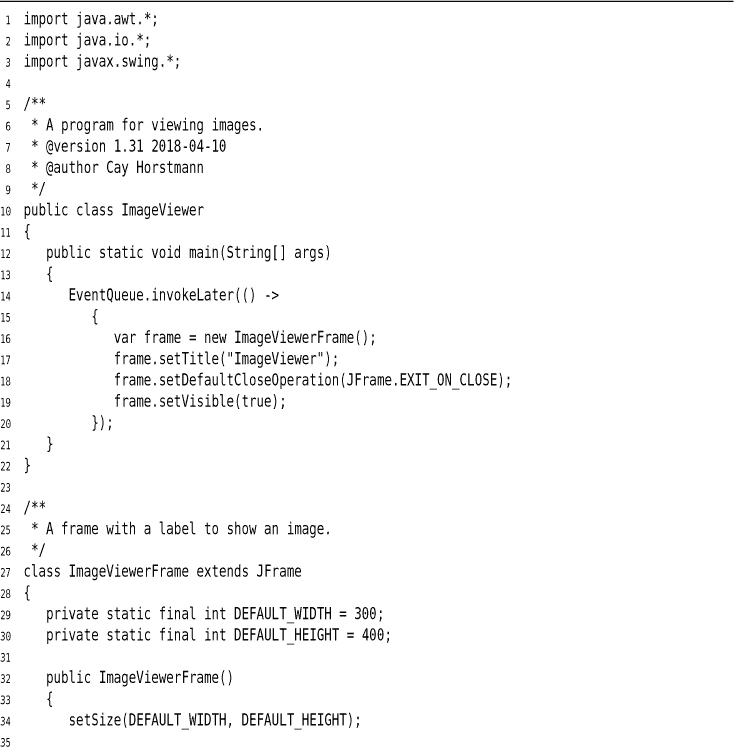 1 import java.awt.*;
2 import java.io.*;
3 import javax.swing.*;
4
5 /**
6  * A program for viewing images.
7  * @version 1.31 2018-04-10
8  * @author Cay Horstmann
9  */
10 public class ImageViewer
11 {
12    public static void main(String[] args)
13    {
14       EventQueue.invokeLater(() ->
15          {
16             var frame = new ImageViewerFrame();
17             frame.setTitle("ImageViewer");
18             frame.setDefaultCloseOperation(JFrame.EXIT_ON_CLOSE);
19             frame.setVisible(true);
20          });
21    }
22 }
23
24 /**
25  * A frame with a label to show an image.
26  */
27 class ImageViewerFrame extends JFrame
28 {
29    private static final int DEFAULT_WIDTH = 300;
30    private static final int DEFAULT_HEIGHT = 400;
31
32    public ImageViewerFrame()
33    {
34       setSize(DEFAULT_WIDTH, DEFAULT_HEIGHT);
35